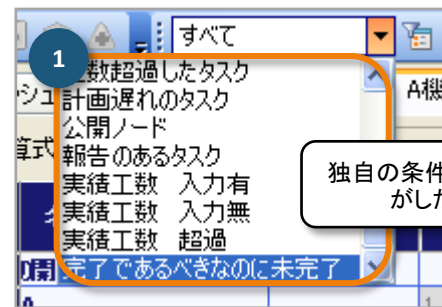 すべて
1
数超過したタスク
計画遅れのタスク
公開ノード
報告のあるタスク
実績工数 入力有
実績工数 入力無
実績工数 超過
完了であるべきなのに未完了
算式
A機
独自の条件
がした
開